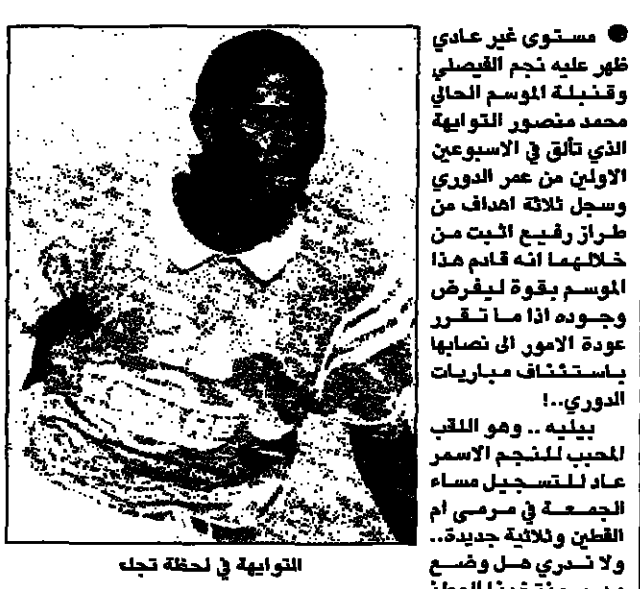 ● مستوى غير عادي
ظهر عليه نجم الفيصلي
وقنبلة الموسم الحالي
محمد منصور التوايهة
الذي تألق في الاسبوعين
الاولين من عمر الدوري
وسجل ثلاثة اهداف من
طراز رفيع اثبت من
خلالهما انه قادم هذا
الموسم بقوة ليفرض
وجوده اذا ما تقرر
عودة الامور الى نصابها
باستئناف مباريات
الدوري..!
بيليه .. وهو اللقب
المحبب للنجم الاسمر
عاد للتسجيل مساء
الجمعة في مرمى ام
القطين وثلاثية جديدة..
ولا ندري هل وضع
التوايهة في لحظة تجل